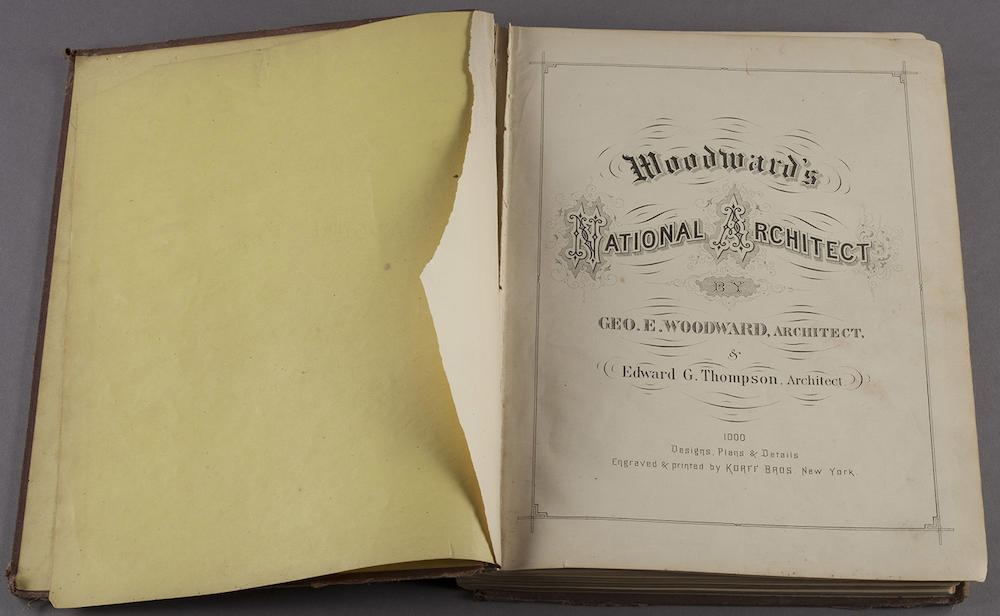 Woodward's
NATIONAL ARCHITECT
BY
GEO. E. WOODWARD, ARCHITECT,
&
Edward G. Thompson, Architect.
1000
Designs, Plans & Details
Engraved & printed by KORFF BROS. New York.